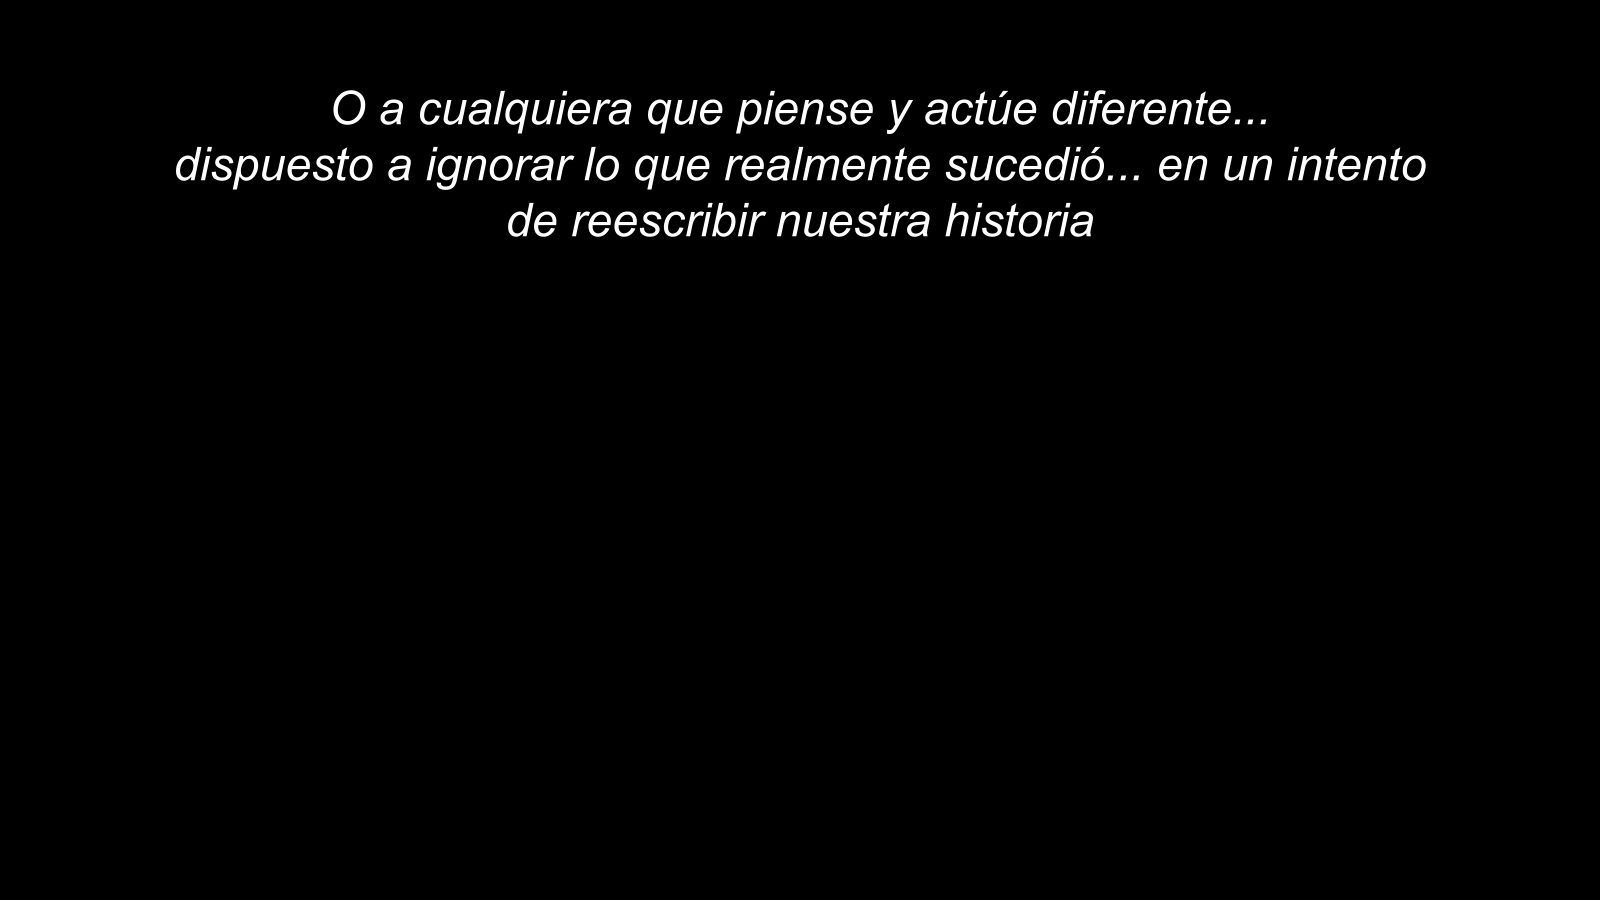 O a cualquiera que piense y actúe diferente...
dispuesto a ignorar lo que realmente sucedió... en un intento
de reescribir nuestra historia